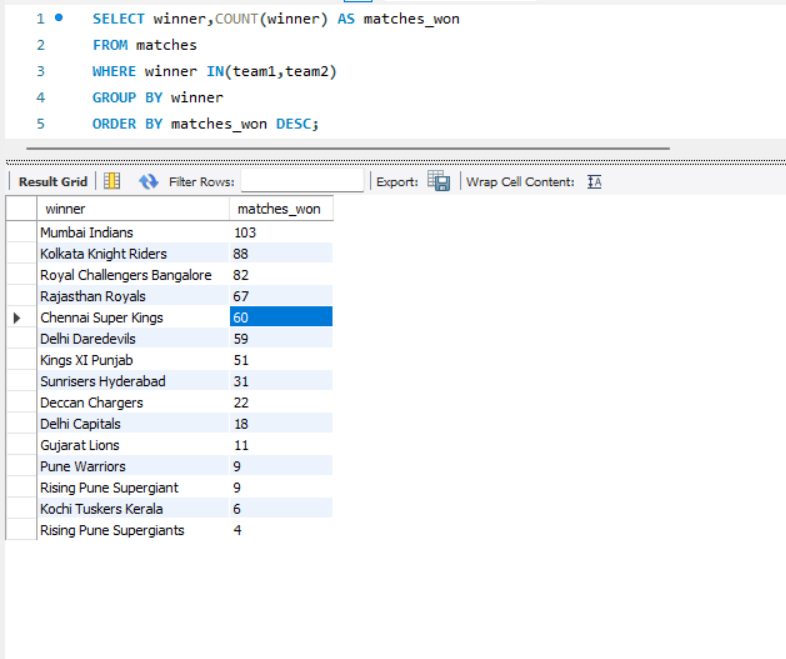 1 SELECT winner,COUNT(winner) AS matches_won
2 FROM matches
3 WHERE winner IN(team1,team2)
4 GROUP BY winner
5 ORDER BY matches_won DESC;
Result Grid Filter Rows: Export: Wrap Cell Content: IA
winner matches_won
Mumbai Indians 103
Kolkata Knight Riders 88
Royal Challengers Bangalore 82
Rajasthan Royals 67
Chennai Super Kings 60
Delhi Daredevils 59
Kings XI Punjab 51
Sunrisers Hyderabad 31
Deccan Chargers 22
Delhi Capitals 18
Gujarat Lions 11
Pune Warriors 9
Rising Pune Supergiant 9
Kochi Tuskers Kerala 6
Rising Pune Supergiants 4